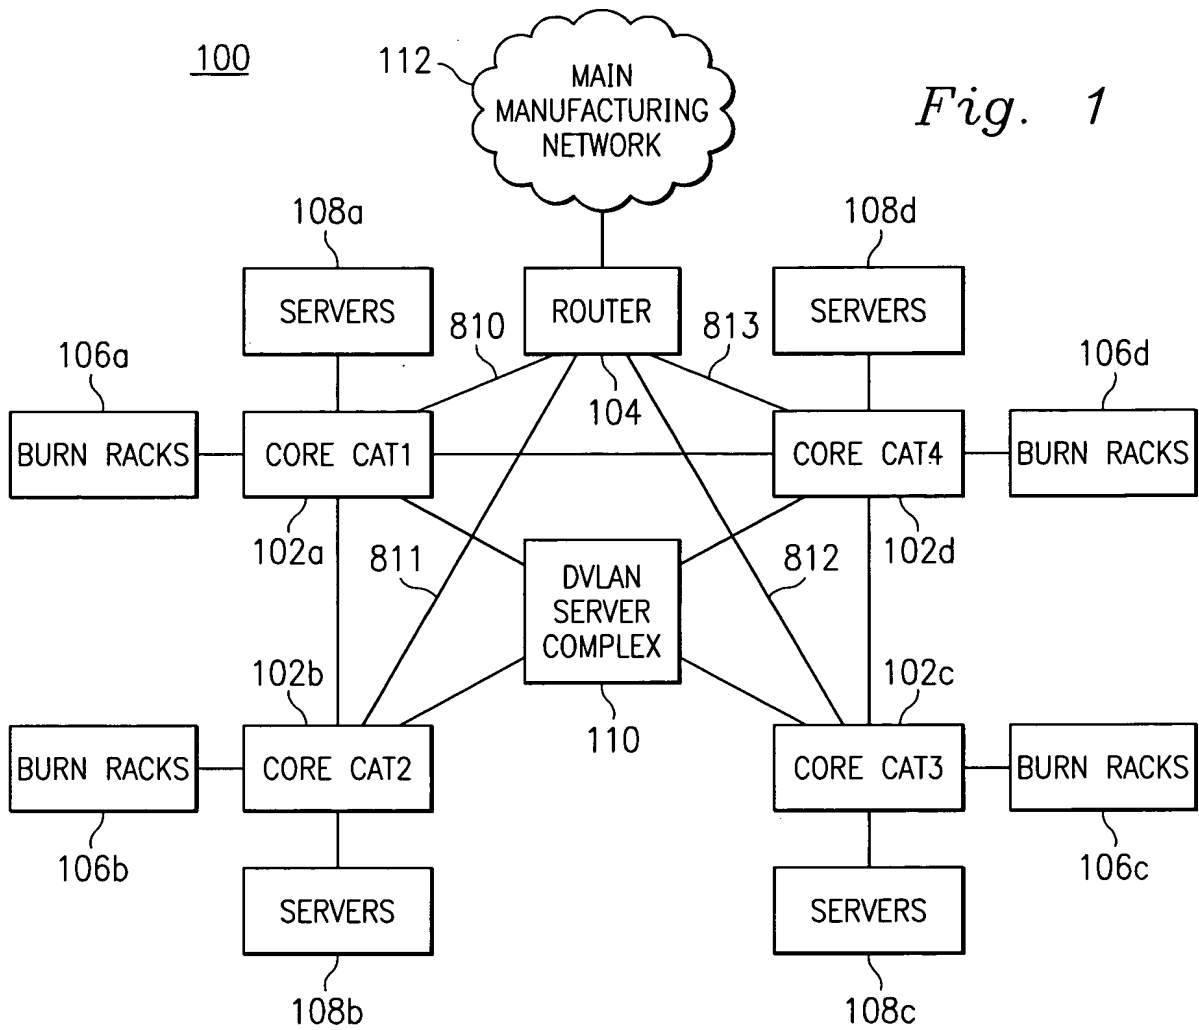 100
112
MAIN
MANUFACTURING
NETWORK
Fig. 1
108a
108d
SERVERS
ROUTER
SERVERS
810
813
106a
106d
104
BURN RACKS
CORE CAT1
CORE CAT4
BURN RACKS
102a
811
DVLAN
SERVER
COMPLEX
812
102d
102b
102c
110
BURN RACKS
CORE CAT2
CORE CAT3
BURN RACKS
106b
106c
SERVERS
SERVERS
108b
108c